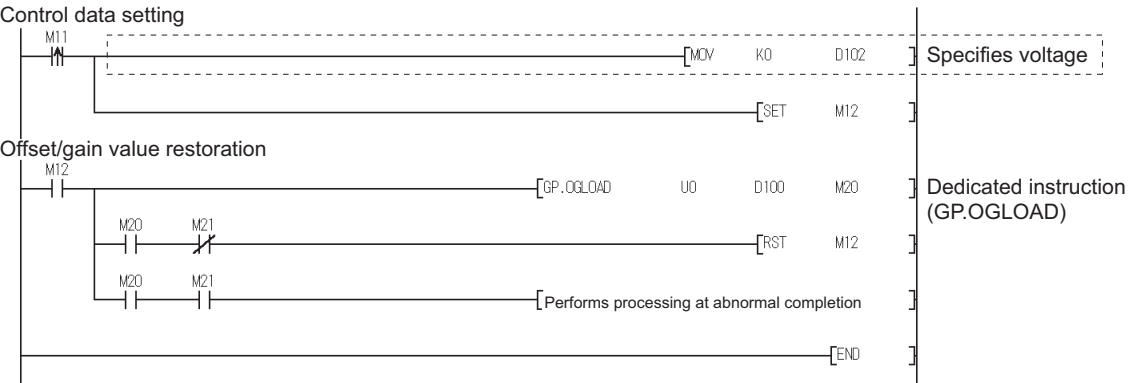 Control data setting
M11
MOV K0 D102 Specifies voltage
SET M12
Offset/gain value restoration
M12
GP.OGLOAD U0 D100 M20 Dedicated instruction
(GP.OGLOAD)
M20 M21
RST M12
M20 M21
Performs processing at abnormal completion
END